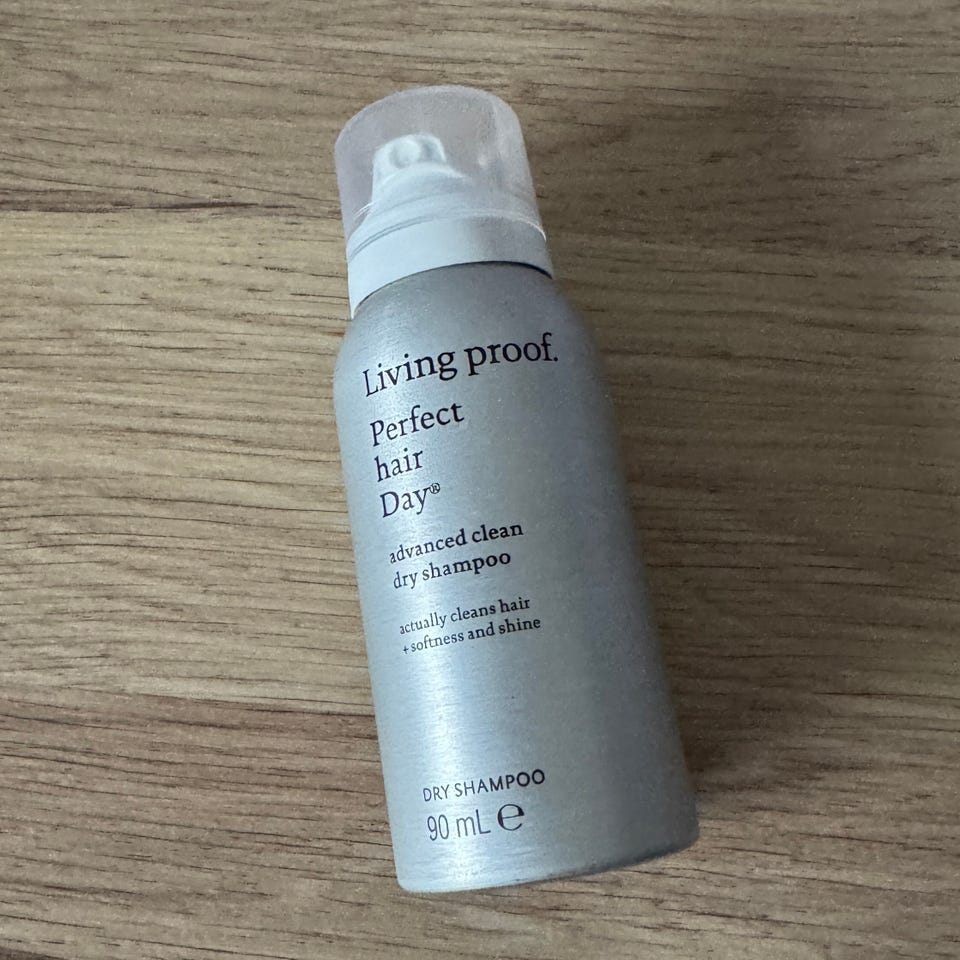 Living proof.
Perfect
hair
Day®
advanced clean
dry shampoo
actually cleans hair
+ softness and shine
DRY SHAMPOO
90 mL ℮